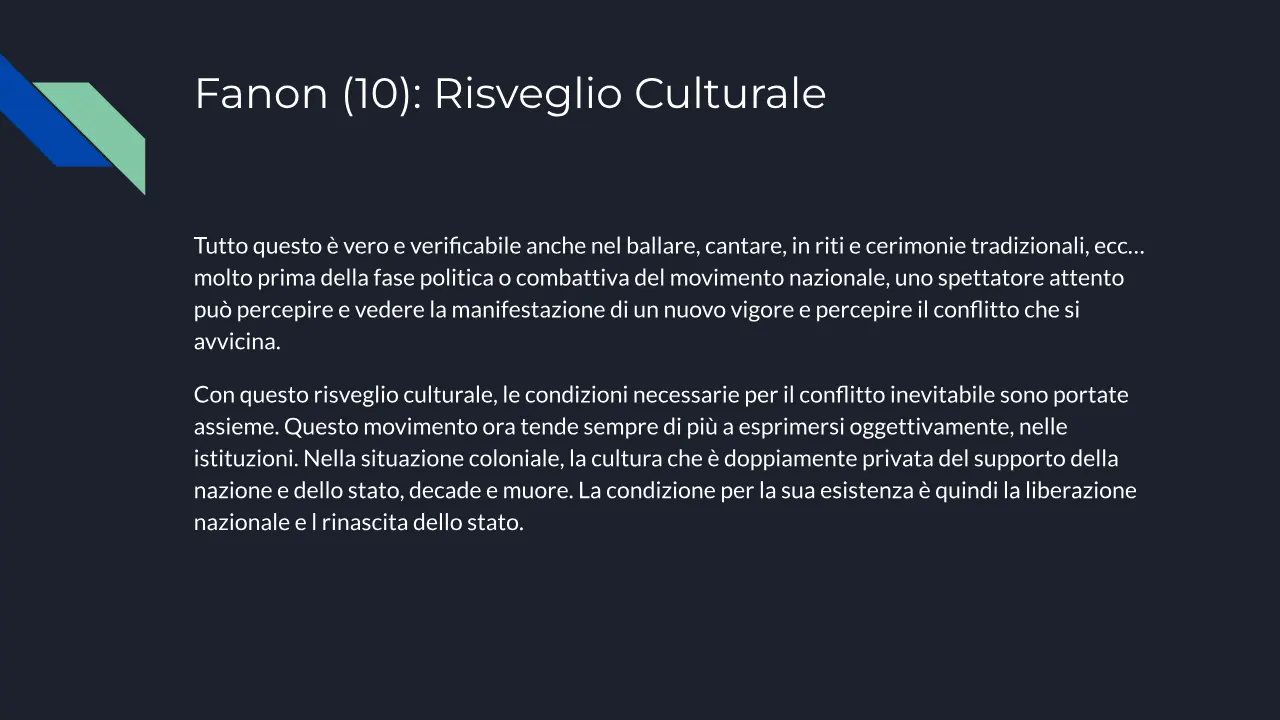 Fanon (10): Risveglio Culturale
Tutto questo è vero e verificabile anche nel ballare, cantare, in riti e cerimonie tradizionali, ecc…
molto prima della fase politica o combattiva del movimento nazionale, uno spettatore attento
può percepire e vedere la manifestazione di un nuovo vigore e percepire il conflitto che si
avvicina.
Con questo risveglio culturale, le condizioni necessarie per il conflitto inevitabile sono portate
assieme. Questo movimento ora tende sempre di più a esprimersi oggettivamente, nelle
istituzioni. Nella situazione coloniale, la cultura che è doppiamente privata del supporto della
nazione e dello stato, decade e muore. La condizione per la sua esistenza è quindi la liberazione
nazionale e l rinascita dello stato.